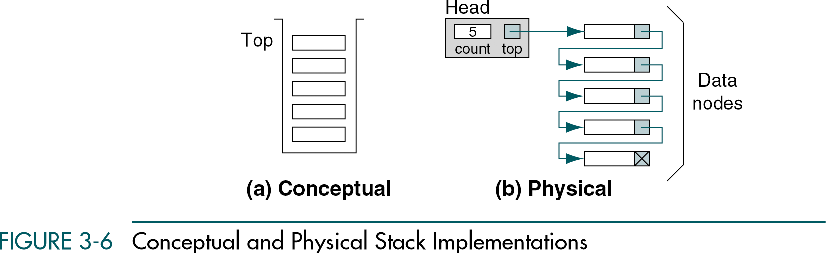 Top
(a) Conceptual
Head
5
count top
Data
nodes
(b) Physical
FIGURE 3-6 Conceptual and Physical Stack Implementations